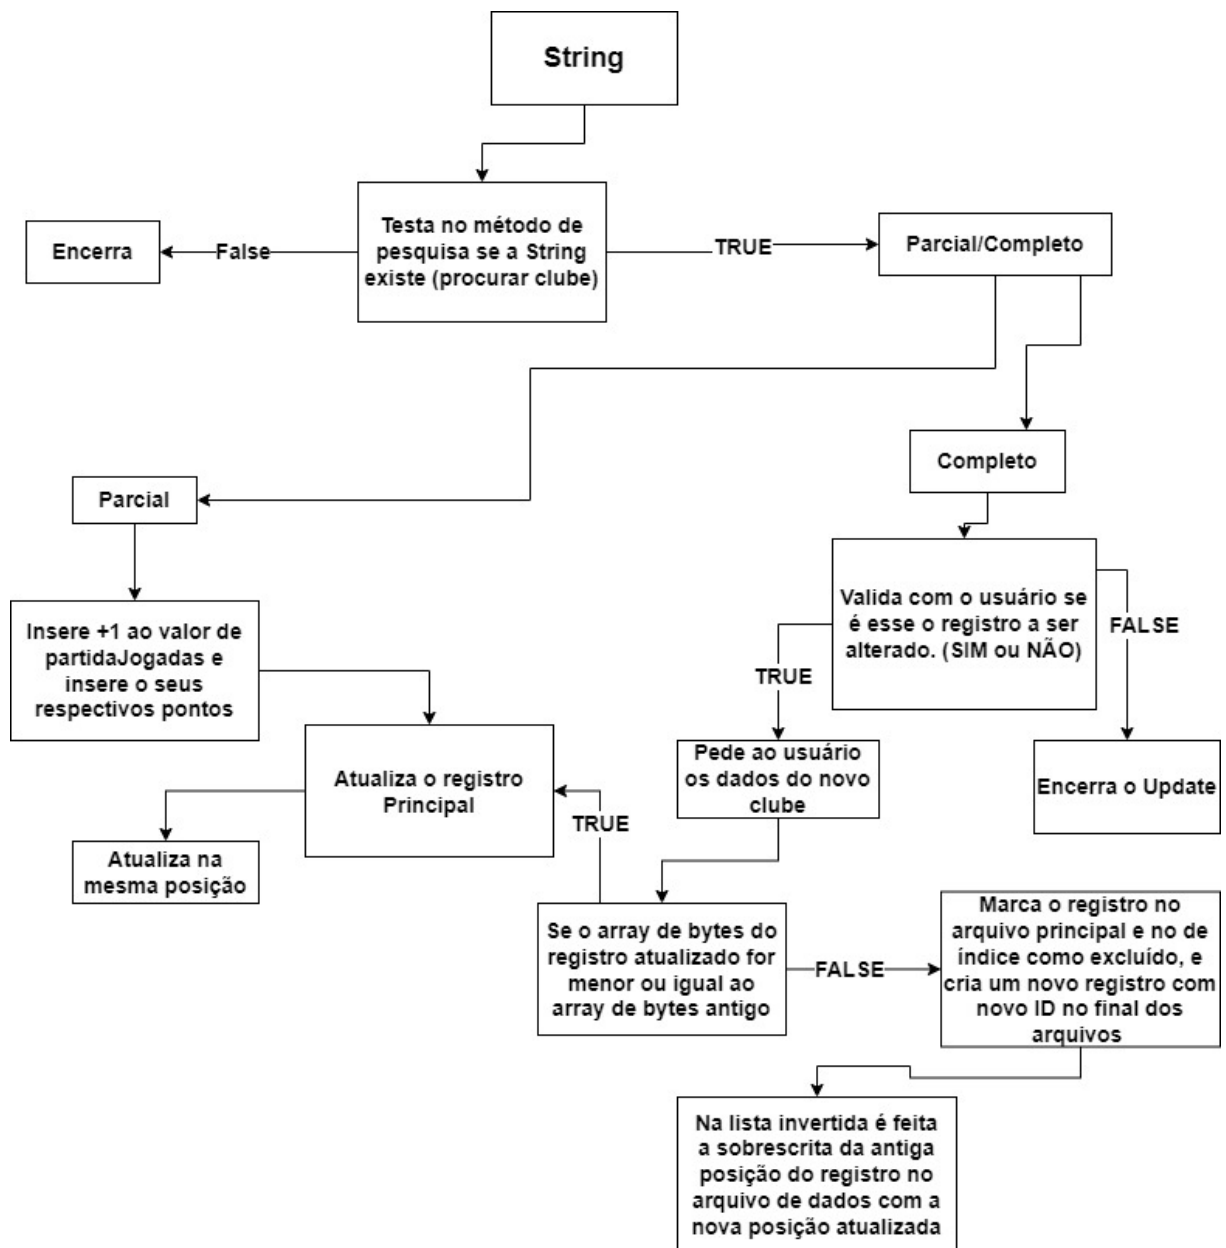 String
Testa no método de
pesquisa se a String
existe (procurar clube)
Encerra
False
TRUE
Parcial/Completo
Completo
Parcial
Valida com o usuário se
é esse o registro a ser
alterado. (SIM ou NÃO)
FALSE
TRUE
Insere +1 ao valor de
partidaJogadas e
insere o seus
respectivos pontos
Atualiza o registro
Principal
Pede ao usuário
os dados do novo
clube
Encerra o Update
TRUE
Atualiza na
mesma posição
Se o array de bytes do
registro atualizado for
menor ou igual ao
array de bytes antigo
FALSE
Marca o registro no
arquivo principal e no de
índice como excluído, e
cria um novo registro com
novo ID no final dos
arquivos
Na lista invertida é feita
a sobrescrita da antiga
posição do registro no
arquivo de dados com a
nova posição atualizada